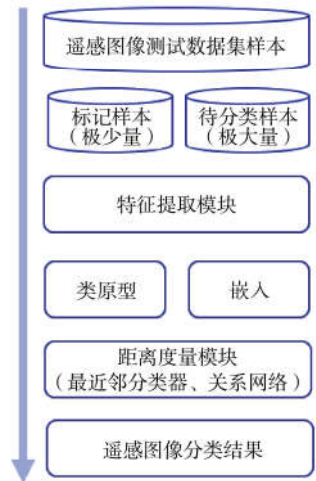 遥感图像测试数据集样本
标记样本
（极少量）
待分类样本
（极大量）
特征提取模块
类原型
嵌入
距离度量模块
（最近邻分类器、关系网络）
遥感图像分类结果